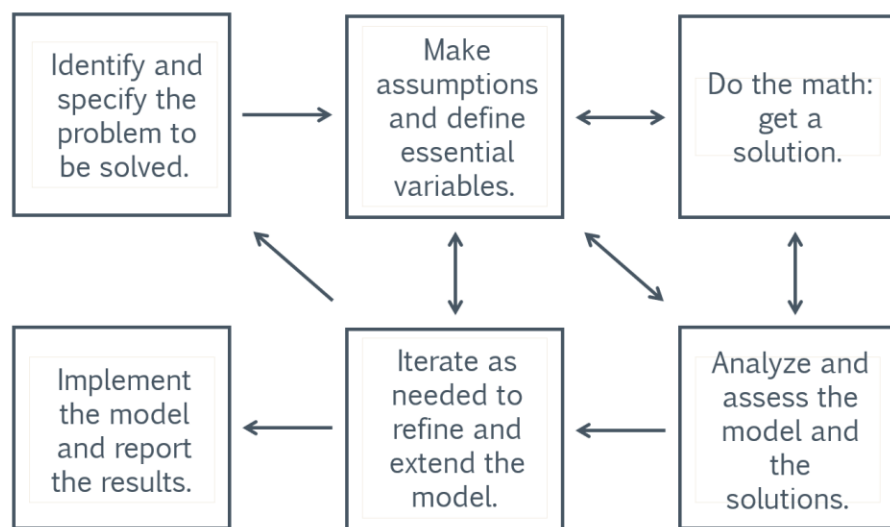 Identify and
specify the
problem to
be solved.
Make
assumptions
and define
essential
variables.
Do the math:
get a
solution.
Implement
the model
and report
the results.
Iterate as
needed to
refine and
extend the
model.
Analyze and
assess the
model and
the
solutions.